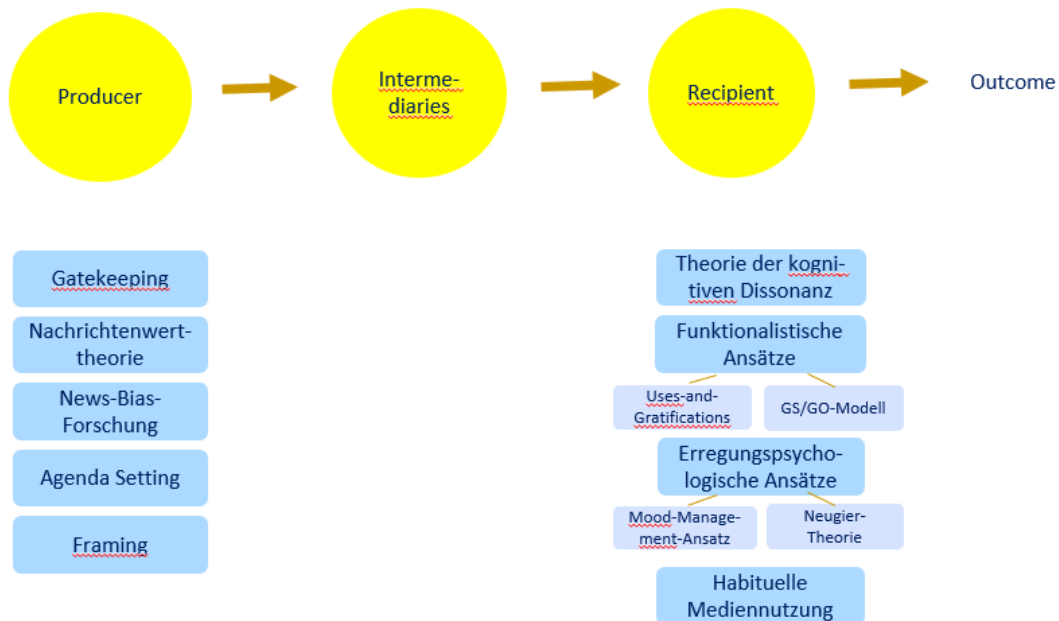 Producer
Interme-
diaries
Recipient
Outcome
Gatekeeping
Nachrichtenwert-
theorie
News-Bias-
Forschung
Agenda Setting
Framing
Theorie der kogni-
tiven Dissonanz
Funktionalistische
Ansätze
Uses-and-
Gratifications
GS/GO-Modell
Erregungspsycho-
logische Ansätze
Mood-Manage-
ment-Ansatz
Neugier-
Theorie
Habituelle
Mediennutzung